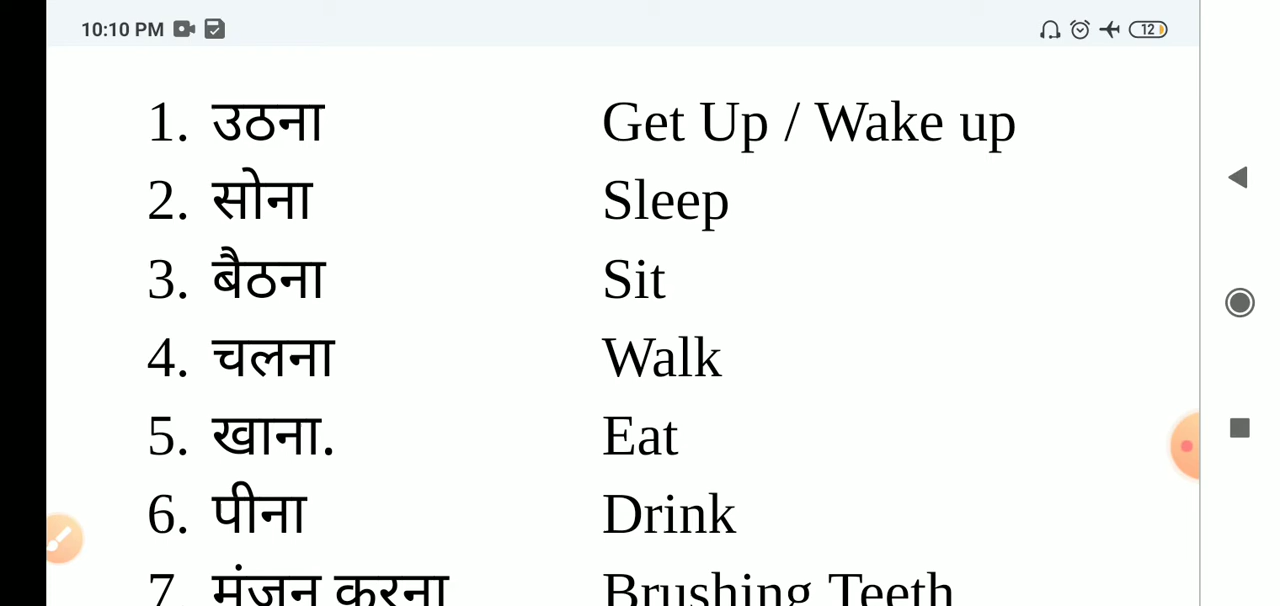 10:10 PM 12
1. उठना Get Up / Wake up
2. सोना Sleep
3. बैठना Sit
4. चलना Walk
5. खाना. Eat
6. पीना Drink
7 मंजन करना Brushing Teeth